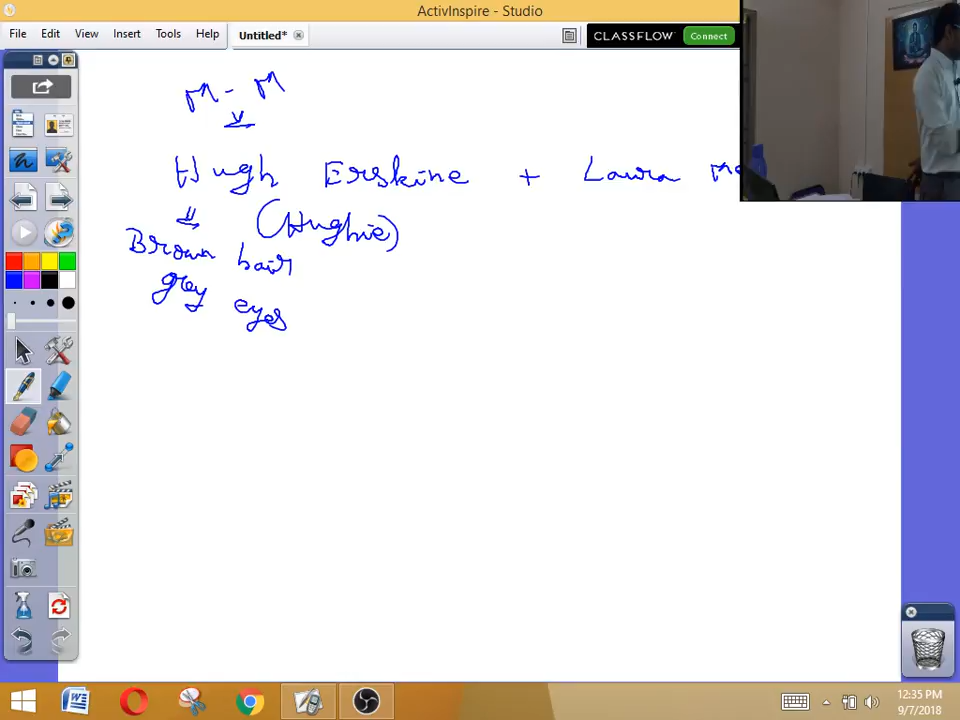 ActivInspire - Studio
File Edit View Insert Tools Help Untitled* CLASSFLOW Connect
M - M
Hugh Erskine + Laura
(Hughie)
Brown hair
grey eyes
12:35 PM
9/7/2018